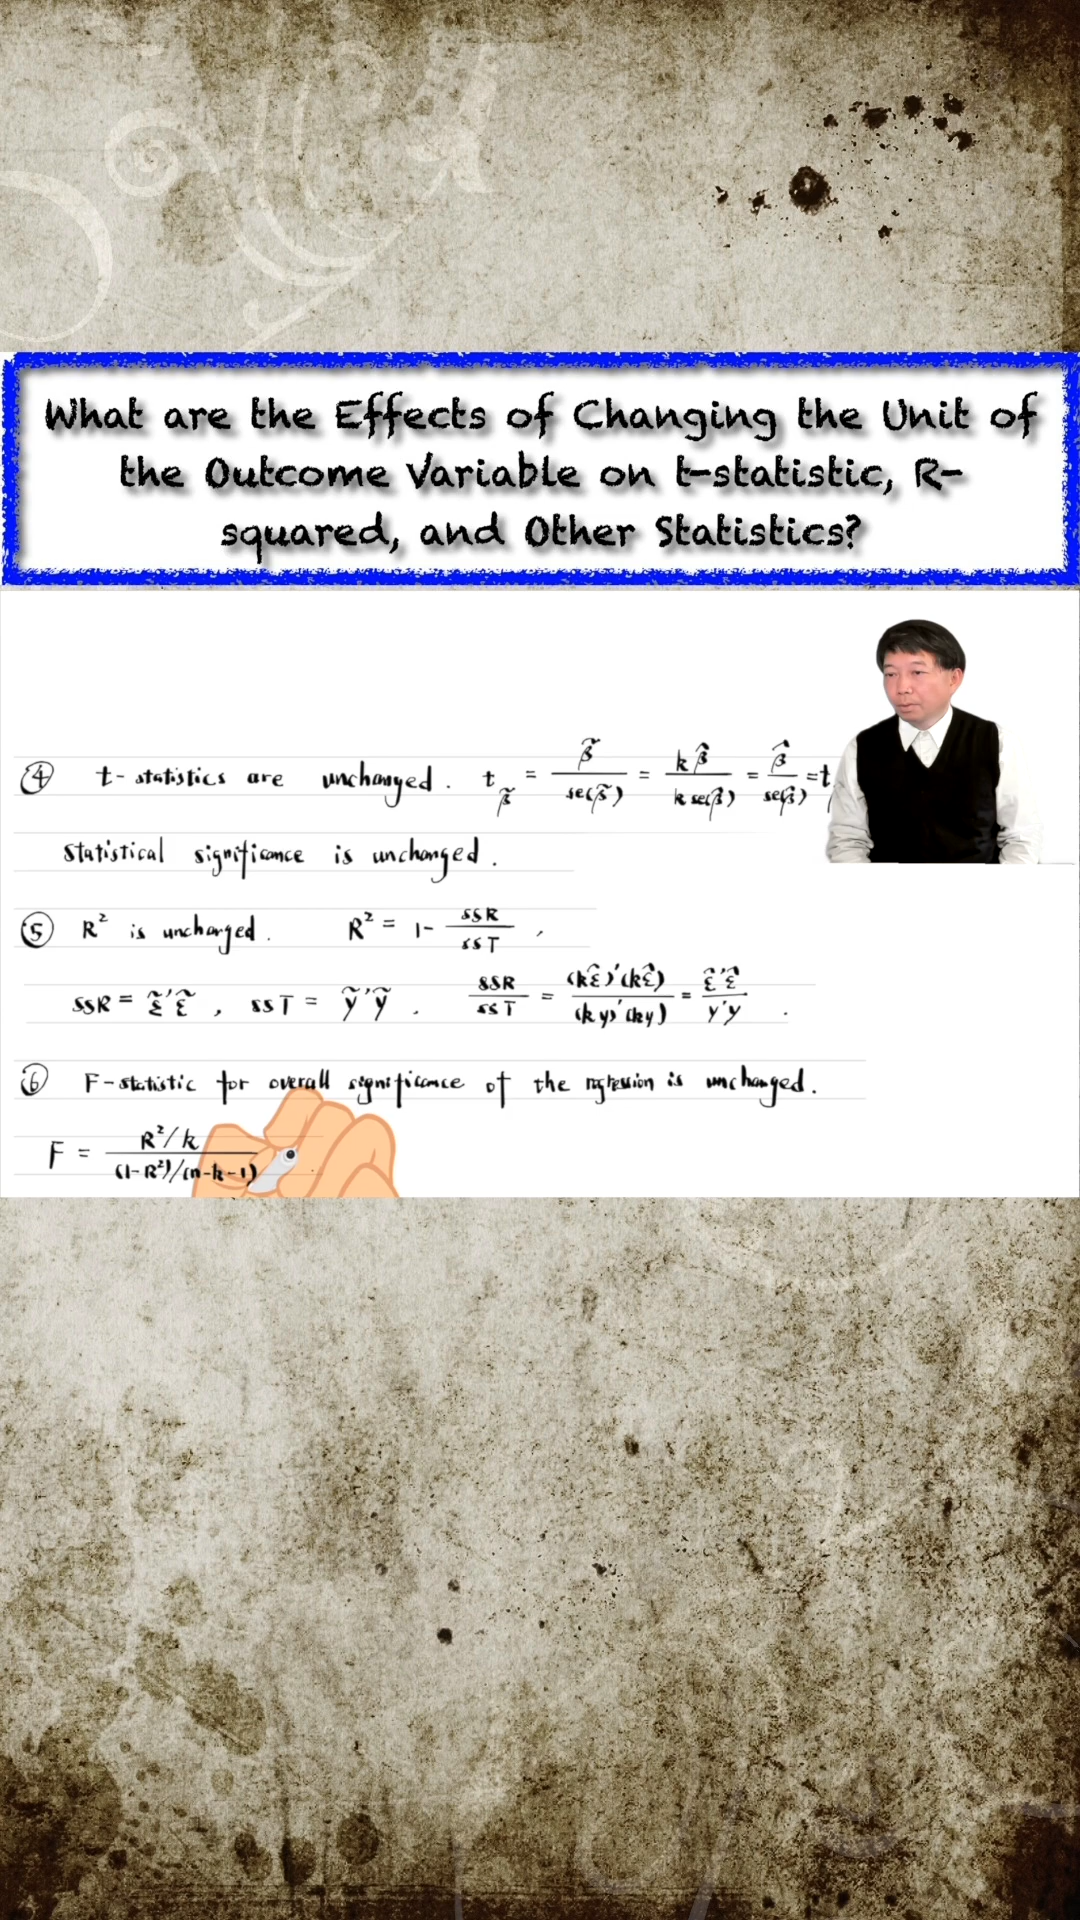 What are the Effects of Changing the Unit of
the Outcome Variable on t-statistic, R-
squared, and Other Statistics?
④ t-statistics are unchanged. t_β̃ = β̃ / se(β̃) = k β̂ / k se(β̂) = β̂ / se(β̂) = t
Statistical significance is unchanged.
⑤ R² is unchanged. R² = 1 - SSR / SST ,
SSR = ε̃'ε̃ , SST = ỹ'ỹ . SSR / SST = (kε̂)'(kε̂) / (ky)'(ky) = ε̂'ε̂ / y'y .
⑥ F-statistic for overall significance of the regression is unchanged.
F = R²/k / (1-R²)/(n-k-1)